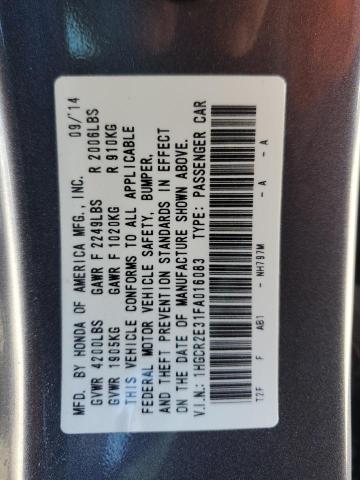 MFD. BY HONDA OF AMERICA MFG., INC. 09/'14
GVWR 4200LBS GAWR F 2249LBS R 2006LBS
GVWR 1905KG GAWR F 1020KG R 910KG
THIS VEHICLE CONFORMS TO ALL APPLICABLE
FEDERAL MOTOR VEHICLE SAFETY, BUMPER,
AND THEFT PREVENTION STANDARDS IN EFFECT
ON THE DATE OF MANUFACTURE SHOWN ABOVE.
V.I.N.: 1HGCR2E31FA016083 TYPE: PASSENGER CAR
T2F F AB1 - NH797M - A - A